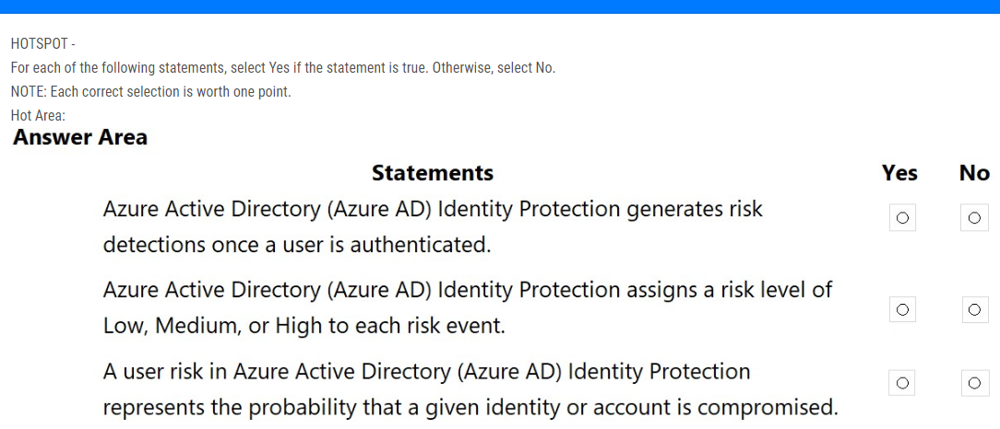 HOTSPOT -
For each of the following statements, select Yes if the statement is true. Otherwise, select No.
NOTE: Each correct selection is worth one point.
Hot Area:
Answer Area
Statements Yes No
Azure Active Directory (Azure AD) Identity Protection generates risk
detections once a user is authenticated.
Azure Active Directory (Azure AD) Identity Protection assigns a risk level of
Low, Medium, or High to each risk event.
A user risk in Azure Active Directory (Azure AD) Identity Protection
represents the probability that a given identity or account is compromised.